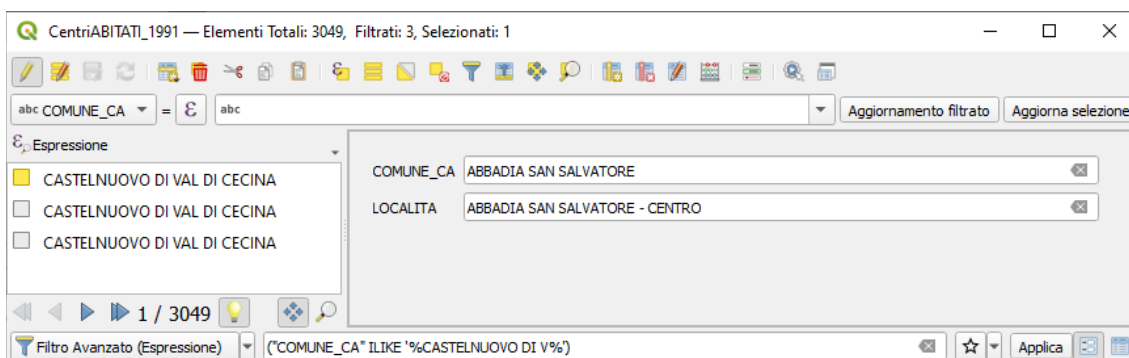 CentriABITATI_1991 — Elementi Totali: 3049, Filtrati: 3, Selezionati: 1
abc COMUNE_CA = ε abc Aggiornamento filtrato Aggiorna selezione
Espressione
CASTELNUOVO DI VAL DI CECINA
CASTELNUOVO DI VAL DI CECINA
CASTELNUOVO DI VAL DI CECINA
COMUNE_CA ABBADIA SAN SALVATORE
LOCALITA ABBADIA SAN SALVATORE - CENTRO
1 / 3049
Filtro Avanzato (Espressione) ("COMUNE_CA" ILIKE '%CASTELNUOVO DI V%') Applica